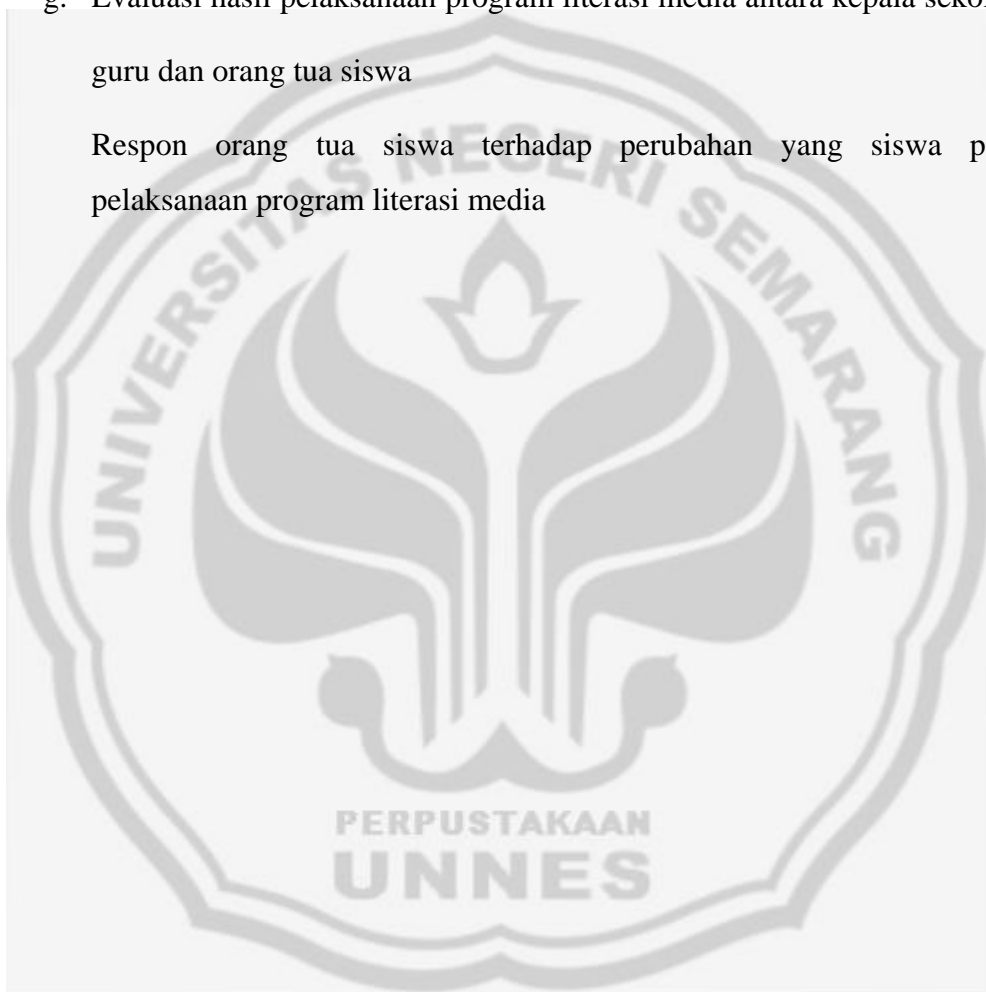 g. Evaluasi hasil pelaksanaan program literasi media antara kepala
guru dan orang tua siswa
Respon orang tua siswa terhadap perubahan yang siswa
pelaksanaan program literasi media
UNIVERSITAS NEGERI SEMARANG
PERPUSTAKAAN
UNNES